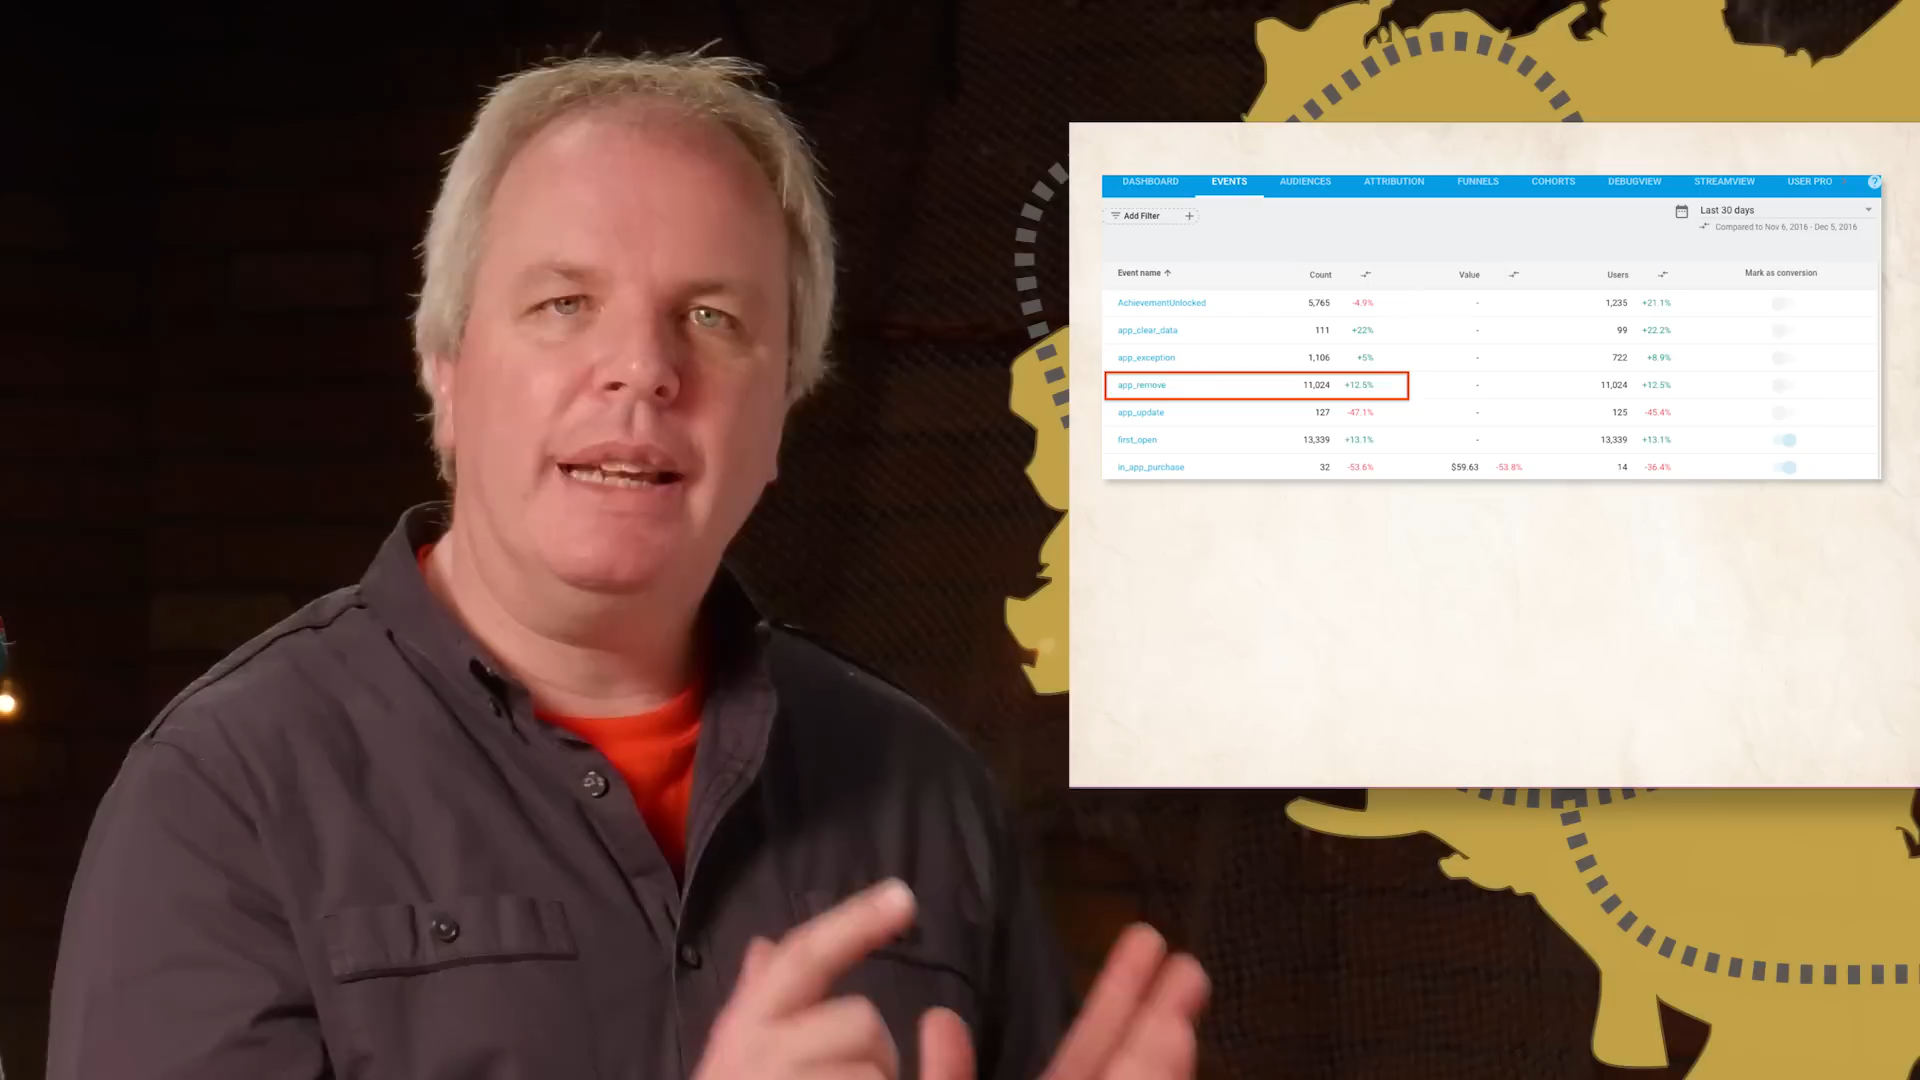 DASHBOARD EVENTS AUDIENCES ATTRIBUTION FUNNELS COHORTS DEBUGVIEW STREAMVIEW USER PRO ?
Add Filter +
Last 30 days
Compared to Nov 6, 2016 - Dec 5, 2016
Event name Count Value Users Mark as conversion
AchievementUnlocked 5,765 -4.9% - 1,235 +21.1%
app_clear_data 111 +22% - 99 +22.2%
app_exception 1,106 +5% - 722 +8.9%
app_remove 11,024 +12.5% - 11,024 +12.5%
app_update 127 -47.1% - 125 -45.4%
first_open 13,339 +13.1% - 13,339 +13.1%
in_app_purchase 32 -53.6% $59.63 -53.8% 14 -36.4%